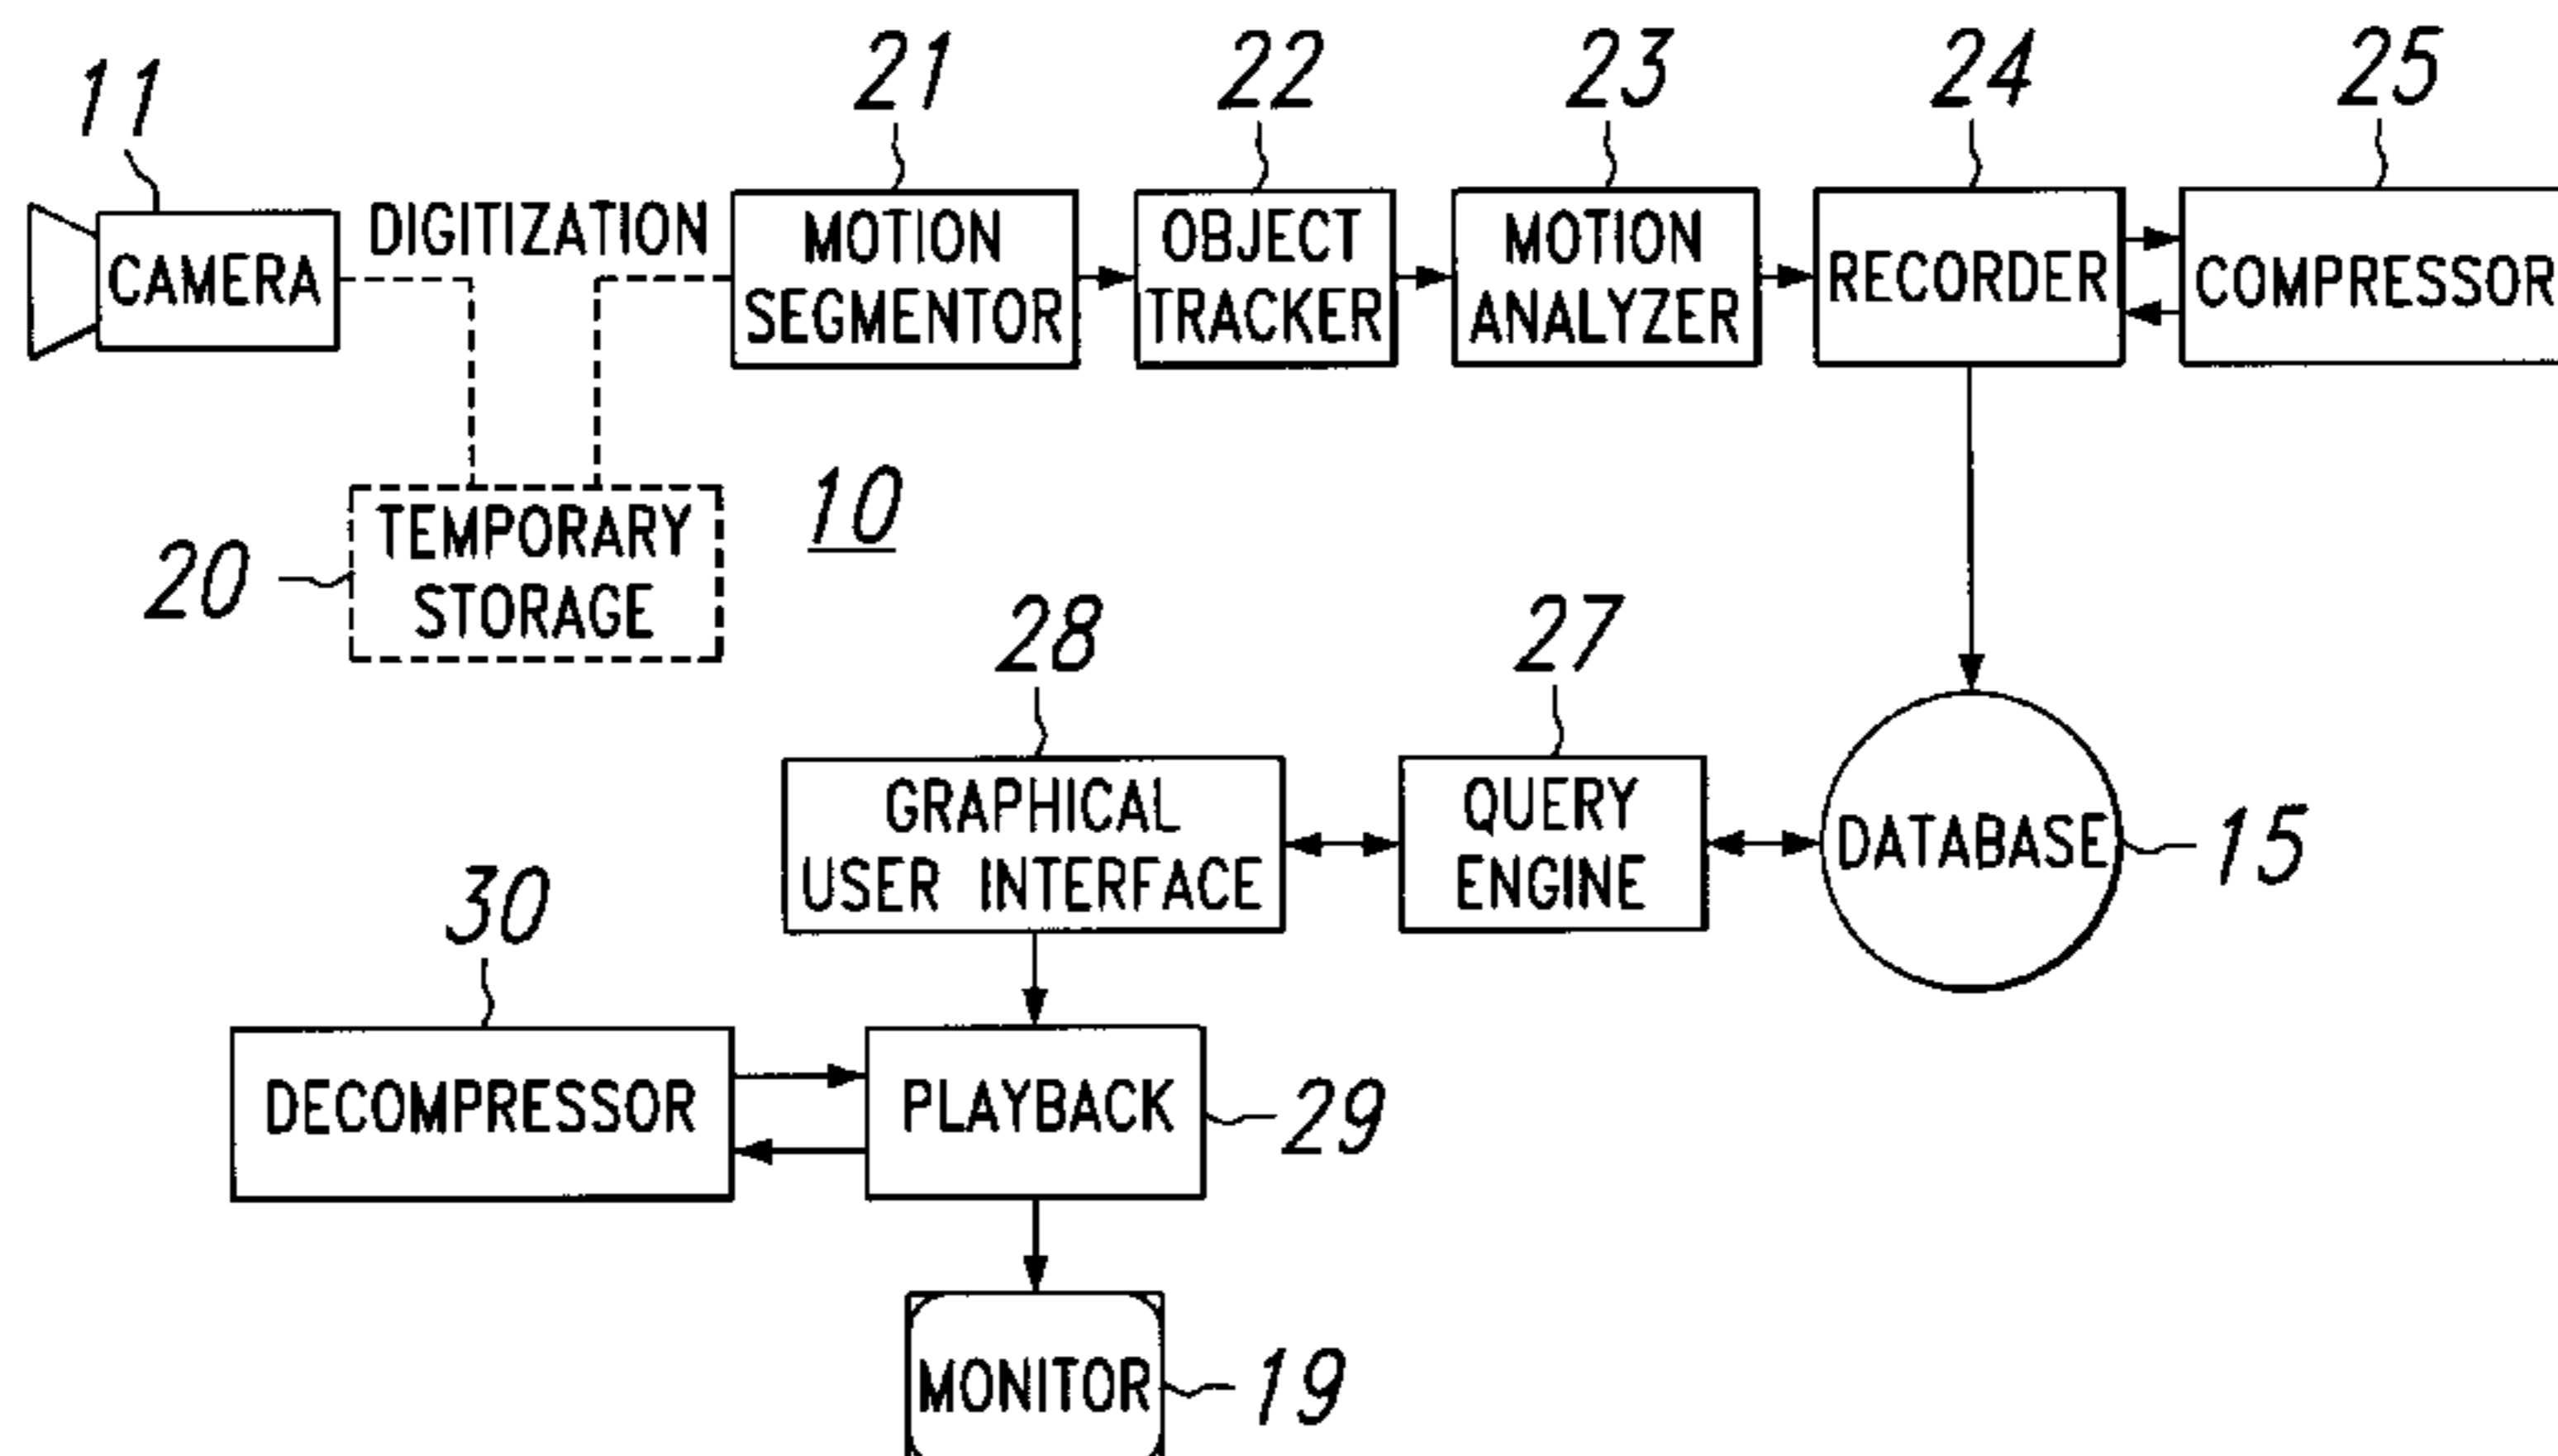 11
21
22
23
24
25
CAMERA
DIGITIZATION
MOTION
SEGMENTOR
OBJECT
TRACKER
MOTION
ANALYZER
RECORDER
COMPRESSOR
TEMPORARY
STORAGE
20
10
28
27
GRAPHICAL
USER INTERFACE
QUERY
ENGINE
DATABASE
15
30
DECOMPRESSOR
PLAYBACK
29
MONITOR
19